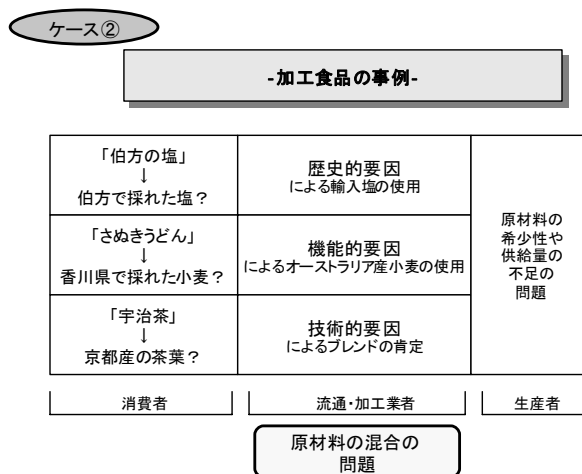 ケース②
-加工食品の事例-
「伯方の塩」
↓
伯方で採れた塩？
歴史的要因
による輸入塩の使用
「さぬきうどん」
↓
香川県で採れた小麦？
機能的要因
によるオーストラリア産小麦の使用
「宇治茶」
↓
京都産の茶葉？
技術的要因
によるブレンドの肯定
原材料の
希少性や
供給量の
不足の
問題
消費者
流通・加工業者
生産者
原材料の混合の
問題